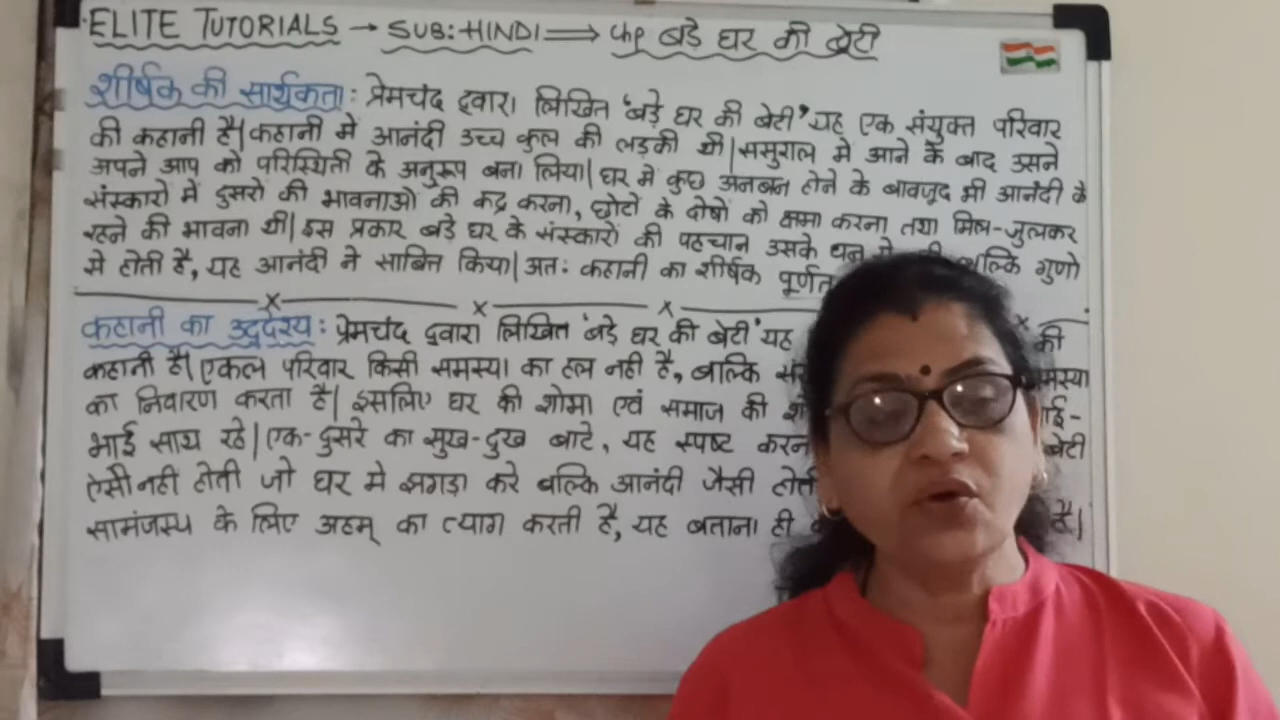 ELITE TUTORIALS → SUB:-HINDI ⟹ Chp बडे घर की बेटी
शीर्षक की सार्थकता : प्रेमचंद द्वारा लिखित 'बडे घर की बेटी' यह एक संयुक्त परिवार
की कहानी है| कहानी मे आनंदी उच्च कुल की लड़की थी| ससुराल मे आने के बाद उसने
अपने आप को परिस्थिती के अनुरूप बना लिया| घर मे कुछ अनबन होने के बावजूद भी आनंदी के
संस्कारों में दुसरों की भावनाओं की कद्र करना, छोटों के दोषों को क्षमा करना तथा मिल-जुलकर
रहने की भावना थी| इस प्रकार बडे घर के संस्कारों की पहचान उसके धन बल्कि गुणो
से होती है, यह आनंदी ने साबित किया| अतः कहानी का शीर्षक
कहानी का उद्देश्य : प्रेमचंद द्वारा लिखित 'बडे घर की बेटी' यह की
कहानी है| एकल परिवार किसी समस्या का हल नही है, बल्कि
का निवारण करता है| इसलिए घर की शोभा एवं समाज की
भाई साथ रहे| एक-दुसरे का सुख-दुख बाटे, यह स्पष्ट बेटी
ऐसी नही होती जो घर मे झगड़ा करे बल्कि आनंदी जैसी
सामंजस्य के लिए अहम् का त्याग करती है, यह बताना ही है|